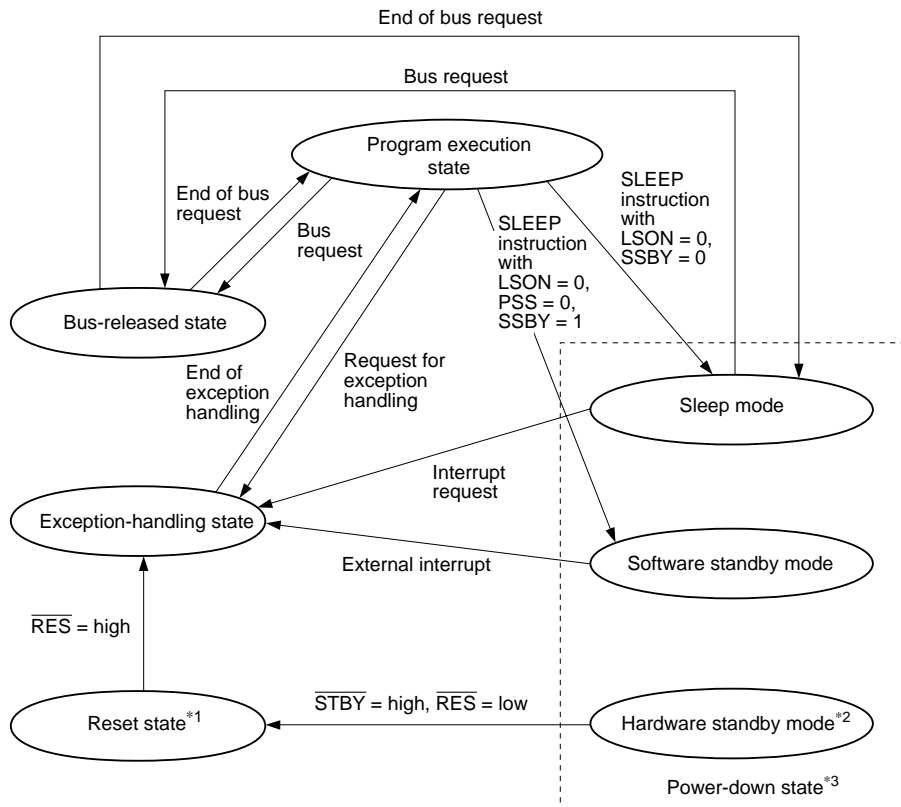 End of bus request
Bus request
Program execution
state
End of bus
request
Bus
request
SLEEP
instruction
with
LSON = 0,
PSS = 0,
SSBY = 1
SLEEP
instruction
with
LSON = 0,
SSBY = 0
Bus-released state
End of
exception
handling
Request for
exception
handling
Sleep mode
Interrupt
request
Exception-handling state
External interrupt
Software standby mode
R̅E̅S̅ = high
S̅T̅B̅Y̅ = high, R̅E̅S̅ = low
Reset state*1
Hardware standby mode*2
Power-down state*3